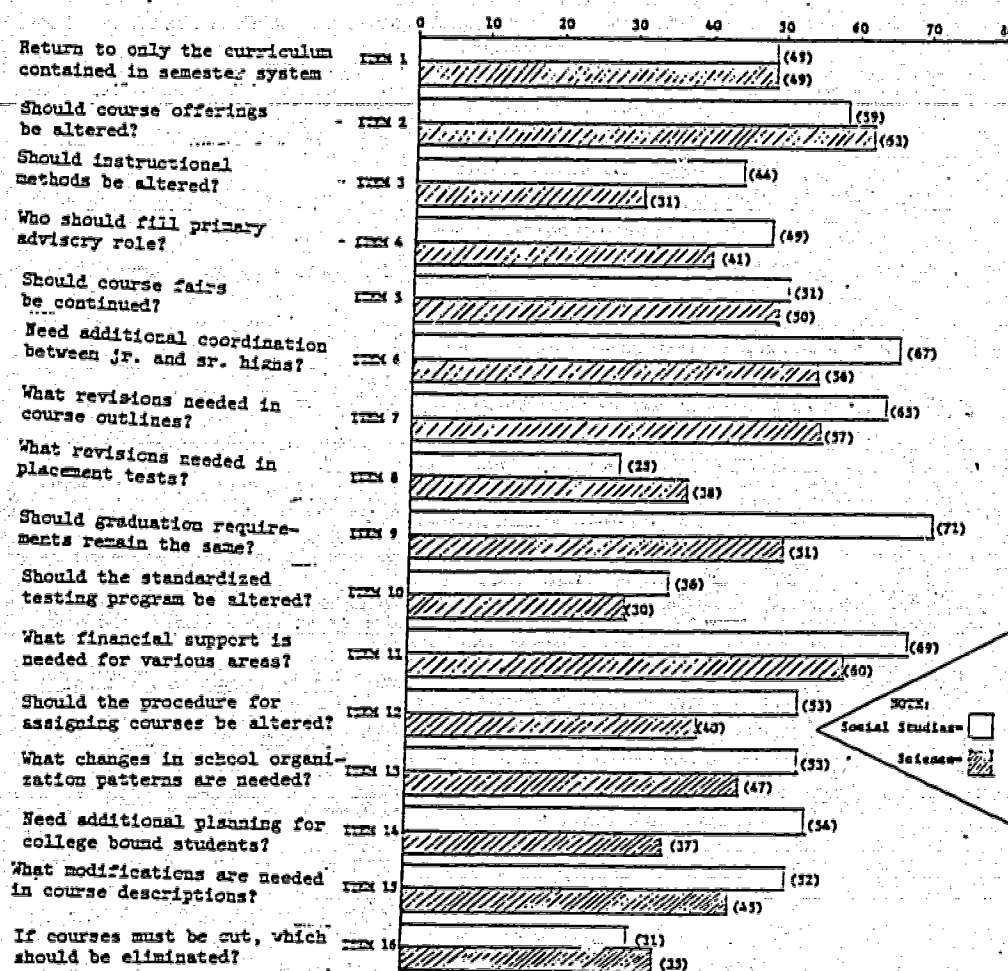 0 10 20 30 40 50 60 70
Return to only the curriculum
contained in semester system
ITEM 1
(49)
(49)
Should course offerings
be altered?
- ITEM 2
(59)
(63)
Should instructional
methods be altered?
- ITEM 3
(44)
(31)
Who should fill primary
adviscry role?
- ITEM 4
(49)
(41)
Should course fairs
be continued?
ITEM 5
(51)
(50)
Need additional coordination
between jr. and sr. highs?
ITEM 6
(67)
(56)
What revisions needed in
course outlines?
ITEM 7
(65)
(57)
What revisions needed in
placement tests?
ITEM 8
(38)
Should graduation require-
ments remain the same?
ITEM 9
(71)
(51)
Should the standardized
testing program be altered?
ITEM 10
(36)
(30)
What financial support is
needed for various areas?
ITEM 11
(69)
(60)
Should the procedure for
assigning courses be altered?
ITEM 12
(53)
(40)
What changes in school organi-
zation patterns are needed?
ITEM 13
(53)
(47)
Need additional planning for
college bound students?
ITEM 14
(54)
(37)
What modifications are needed
in course descriptions?
ITEM 15
(52)
(45)
If courses must be cut, which
should be eliminated?
ITEM 16
(31)
(35)
NOTE:
Social Studies=
Science=